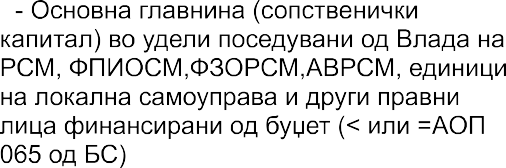 - Основна главнина (сопственички
капитал) во удели поседувани од Влада на
РСМ, ФПИОСМ,ФЗОРСМ,АВРСМ, единици
на локална самоуправа и други правни
лица финансирани од буџет (< или =АОП
065 од БС)